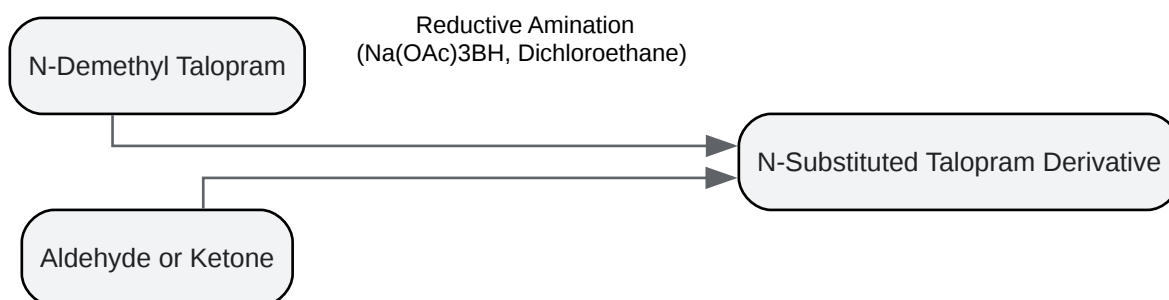 Reductive Amination
(Na(OAc)3BH, Dichloroethane)
N-Demethyl Talopram
N-Substituted Talopram Derivative
Aldehyde or Ketone